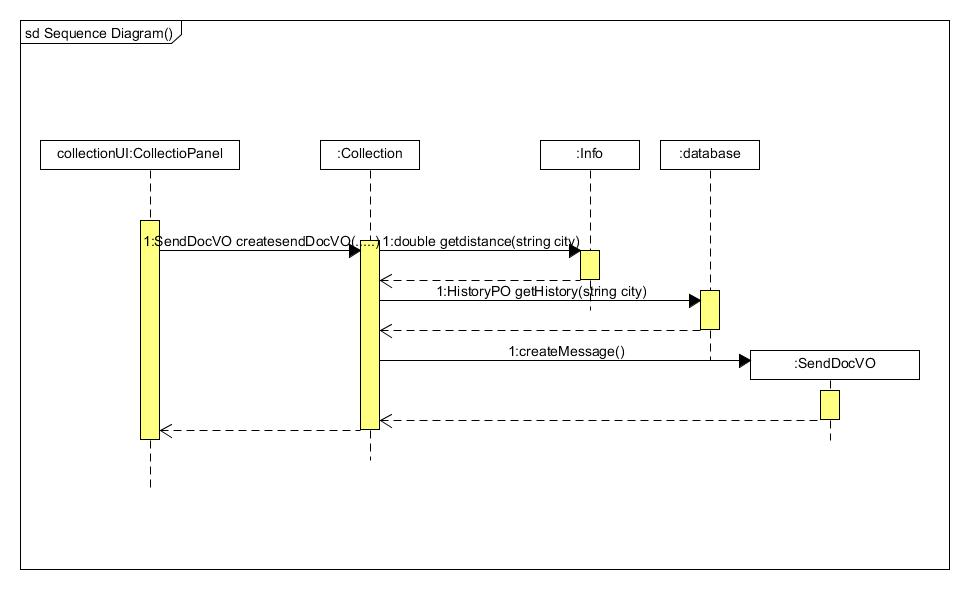 sd Sequence Diagram()
collectionUI:CollectioPanel
:Collection
:Info
:database
1:SendDocVO createsendDocVO(.....)
1:double getdistance(string city)
1:HistoryPO getHistory(string city)
1:createMessage()
:SendDocVO